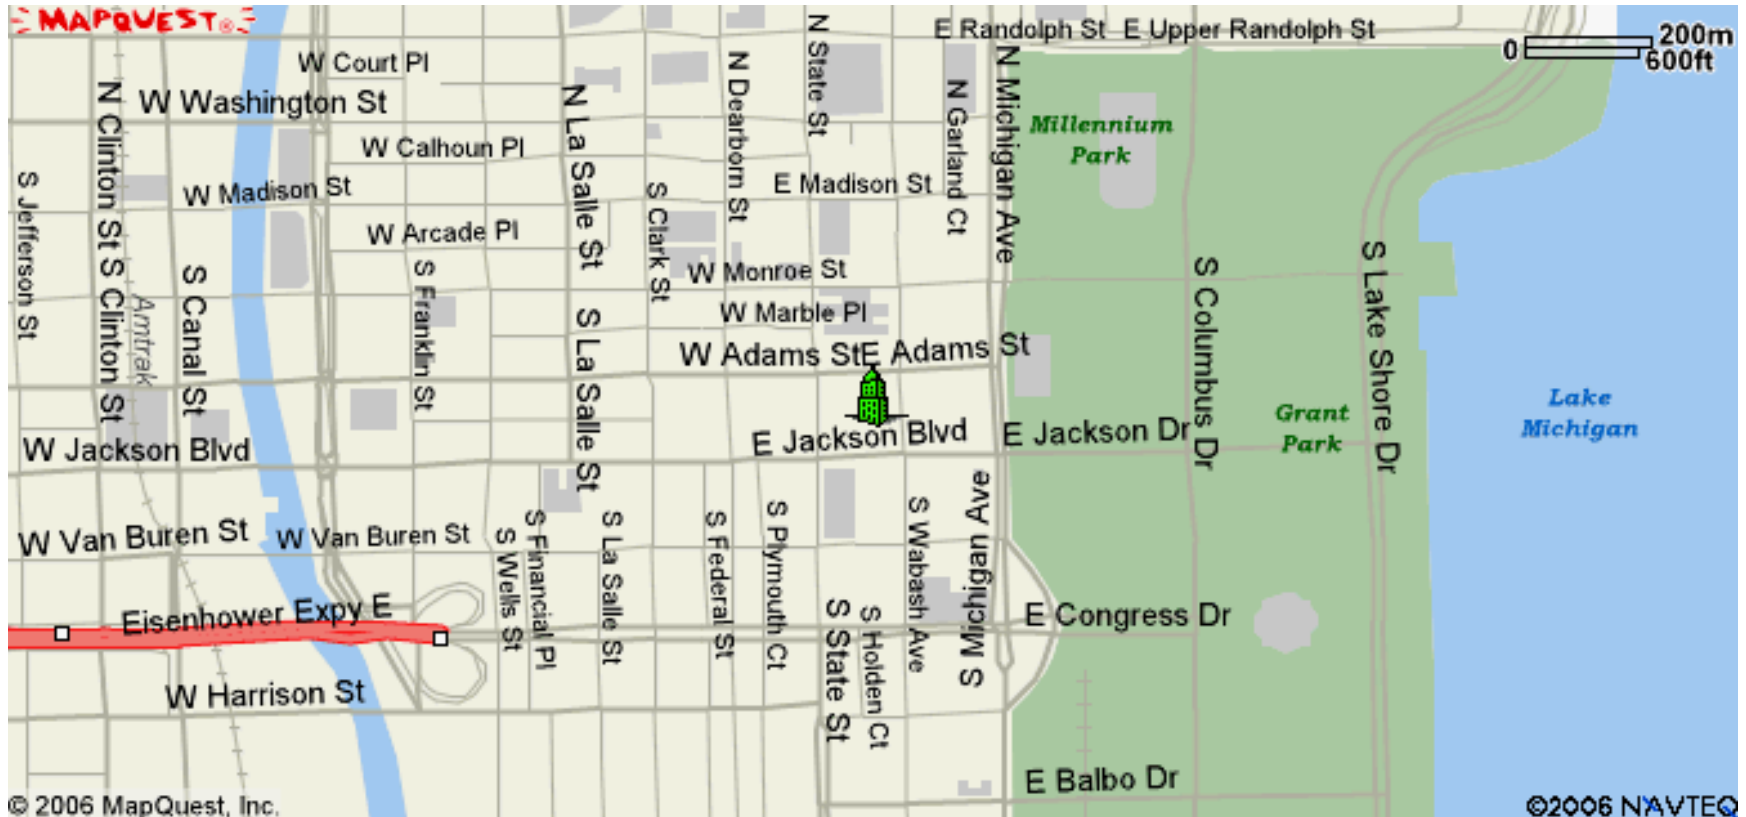 MAPQUEST®
E Randolph St
E Upper Randolph St
0
200m
600ft
W Court Pl
N Clinton St
W Washington St
N La Salle St
N Dearborn St
N State St
N Garland Ct
N Michigan Ave
Millennium
Park
W Calhoun Pl
S Jefferson St
W Madison St
E Madison St
S Clark St
W Arcade Pl
S Clinton St
S Canal St
Amtrak
S Franklin St
W Monroe St
S Columbus Dr
S Lake Shore Dr
W Marble Pl
S La Salle St
W Adams St
E Adams St
Grant
Park
Lake
Michigan
W Jackson Blvd
E Jackson Blvd
E Jackson Dr
W Van Buren St
W Van Buren St
S Wells St
S Financial Pl
S La Salle St
S Federal St
S Plymouth Ct
S State St
S Holden Ct
S Wabash Ave
S Michigan Ave
Eisenhower Expy E
E Congress Dr
W Harrison St
E Balbo Dr
© 2006 MapQuest, Inc.
©2006 NAVTEQ